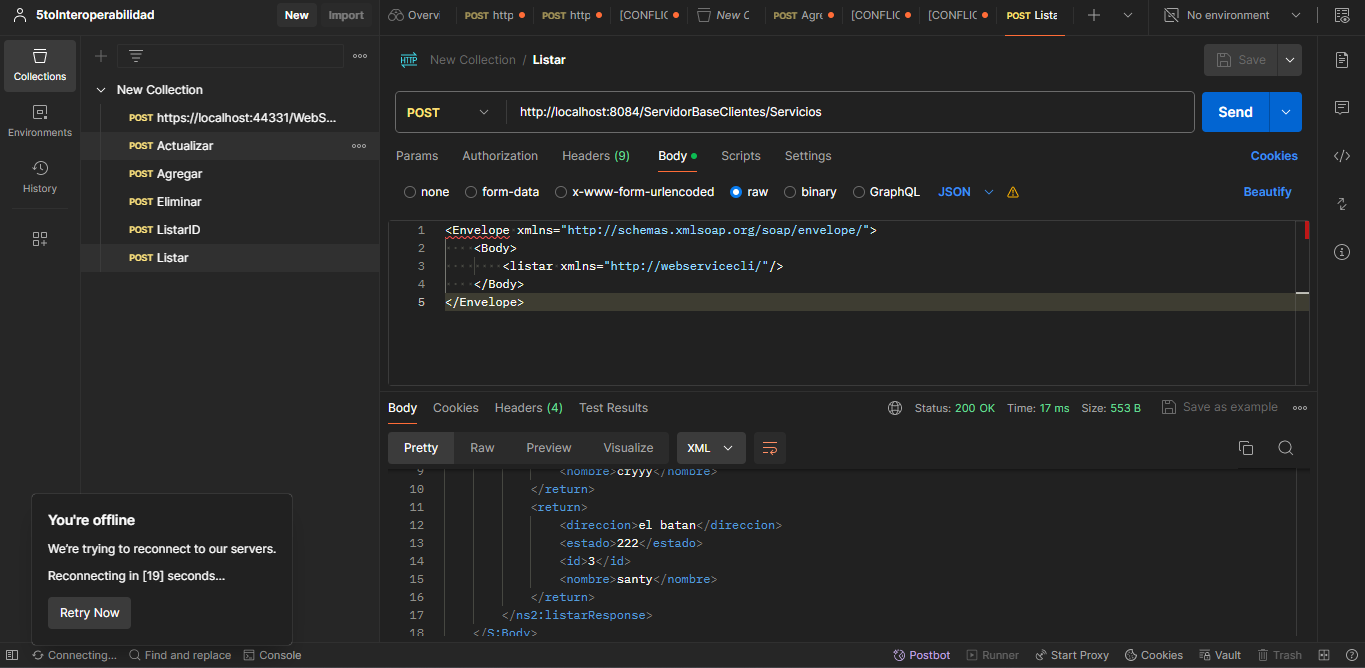 5toInteroperabilidad
New
Import
Overvi
POST http
POST http
[CONFLIC
New C
POST Agre
[CONFLIC
[CONFLIC
POST Lista
No environment
Collections
Environments
History
New Collection
POST https://localhost:44331/WebS...
POST Actualizar
POST Agregar
POST Eliminar
POST ListarID
POST Listar
HTTP New Collection / Listar
Save
POST
http://localhost:8084/ServidorBaseClientes/Servicios
Send
Params Authorization Headers (9) Body Scripts Settings
Cookies
none form-data x-www-form-urlencoded raw binary GraphQL JSON
Beautify
1 <Envelope xmlns="http://schemas.xmlsoap.org/soap/envelope/">
2 <Body>
3 <listar xmlns="http://webservicecli/"/>
4 </Body>
5 </Envelope>
Body Cookies Headers (4) Test Results
Status: 200 OK Time: 17 ms Size: 553 B
Save as example
Pretty Raw Preview Visualize XML
9 <nombre>cryyy</nombre>
10 </return>
11 <return>
12 <direccion>el batan</direccion>
13 <estado>222</estado>
14 <id>3</id>
15 <nombre>santy</nombre>
16 </return>
17 </ns2:listarResponse>
18 </S:Body>
You're offline
We're trying to reconnect to our servers.
Reconnecting in [19] seconds...
Retry Now
Connecting... Find and replace Console
Postbot Runner Start Proxy Cookies Vault Trash